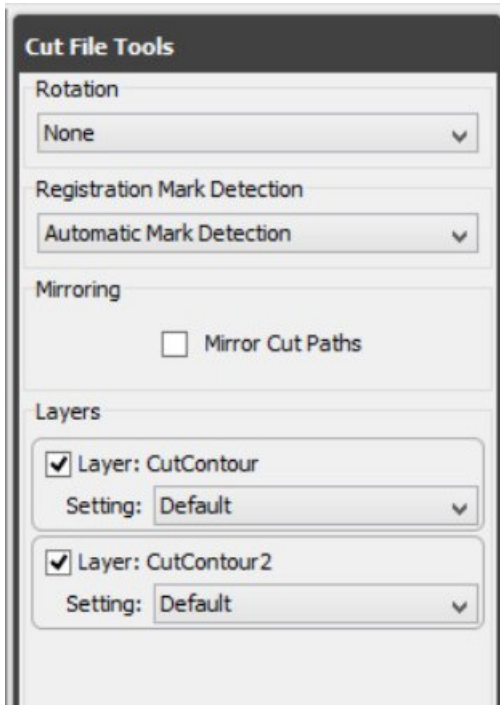 Cut File Tools
Rotation
None
Registration Mark Detection
Automatic Mark Detection
Mirroring
Mirror Cut Paths
Layers
Layer: CutContour
Setting: Default
Layer: CutContour2
Setting: Default